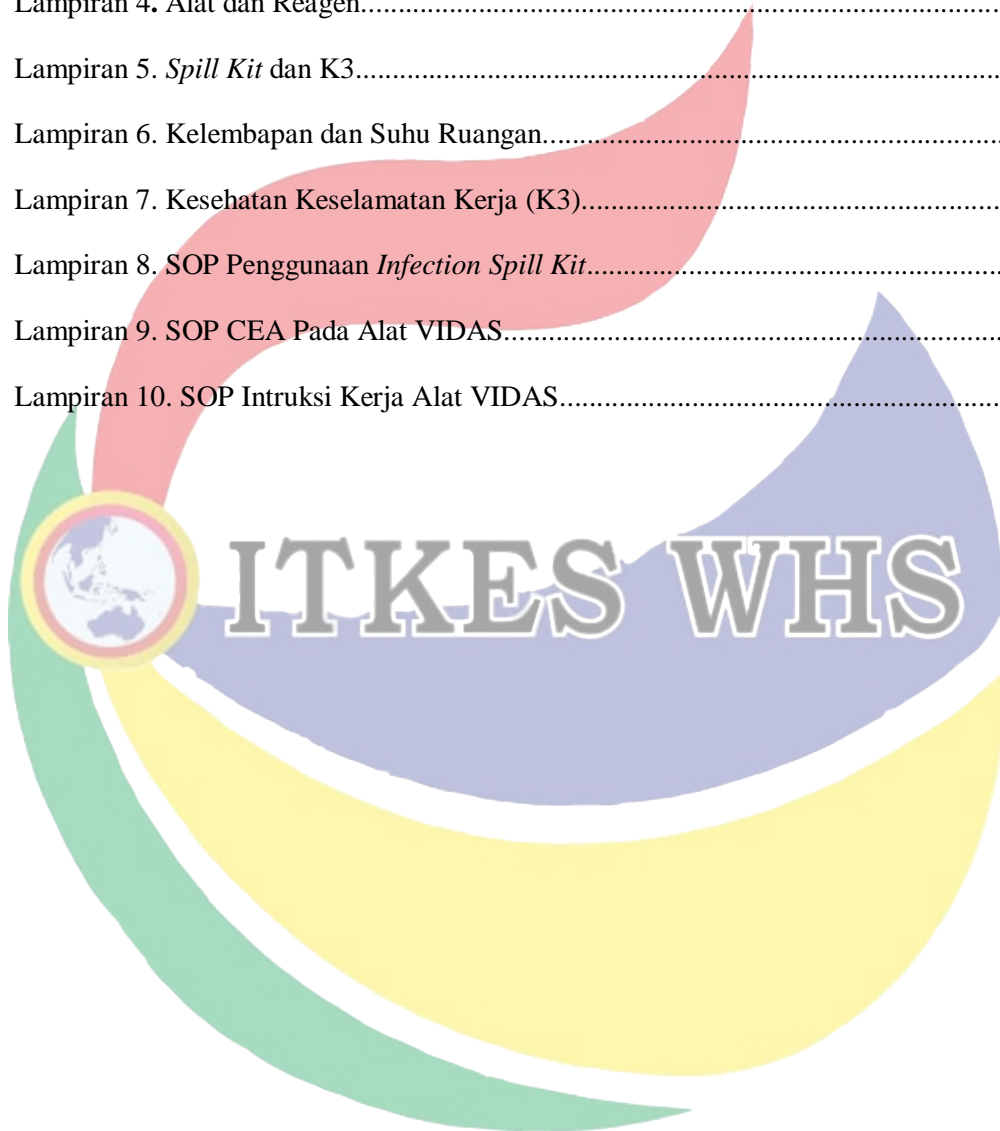 Lampiran 4. Alat dan Reagen................................................................................
Lampiran 5. Spill Kit dan K3................................................................................
Lampiran 6. Kelembapan dan Suhu Ruangan................................................................
Lampiran 7. Kesehatan Keselamatan Kerja (K3)............................................................
Lampiran 8. SOP Penggunaan Infection Spill Kit............................................................
Lampiran 9. SOP CEA Pada Alat VIDAS......................................................................
Lampiran 10. SOP Intruksi Kerja Alat VIDAS..............................................................
ITKES WHS